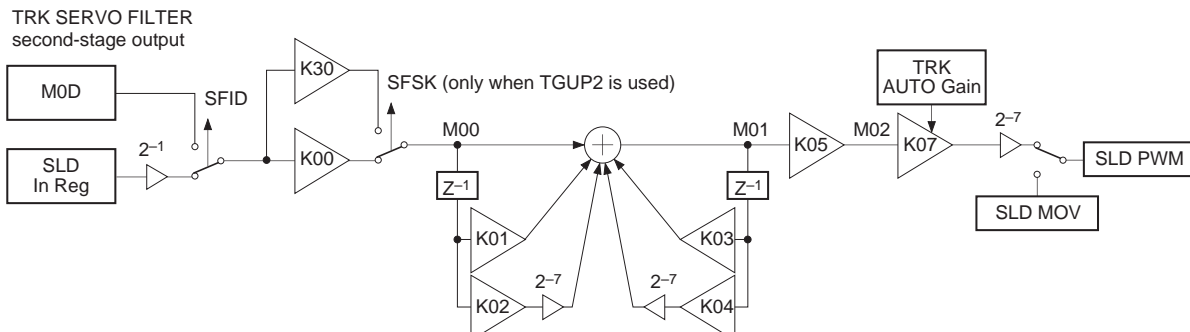 TRK SERVO FILTER
second-stage output
M0D
SLD
In Reg
2–1
SFID
K30
K00
SFSK (only when TGUP2 is used)
M00
Z–1
K01
K02
2–7
M01
Z–1
K03
K04
2–7
K05
M02
TRK
AUTO Gain
K07
2–7
SLD PWM
SLD MOV